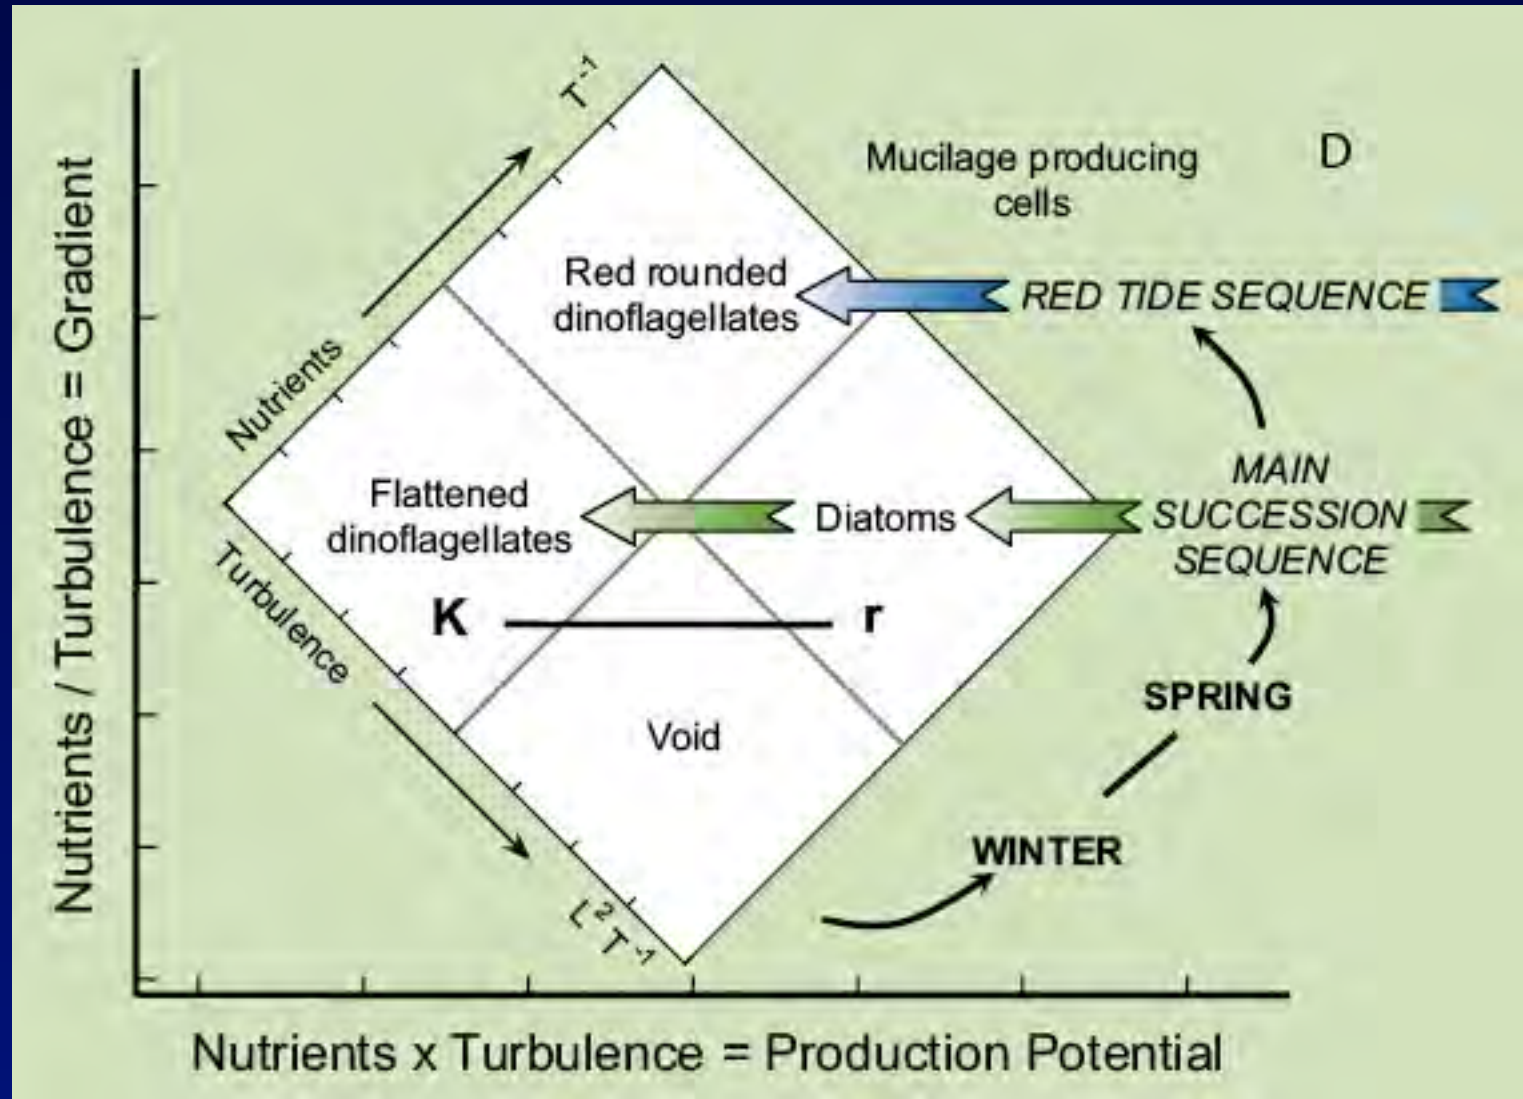 T⁻¹
Mucilage producing
cells
D
Red rounded
dinoflagellates
RED TIDE SEQUENCE
Nutrients
MAIN
SUCCESSION
SEQUENCE
Flattened
dinoflagellates
Diatoms
Turbulence
K
r
SPRING
Void
WINTER
L² T⁻¹
Nutrients / Turbulence = Gradient
Nutrients x Turbulence = Production Potential